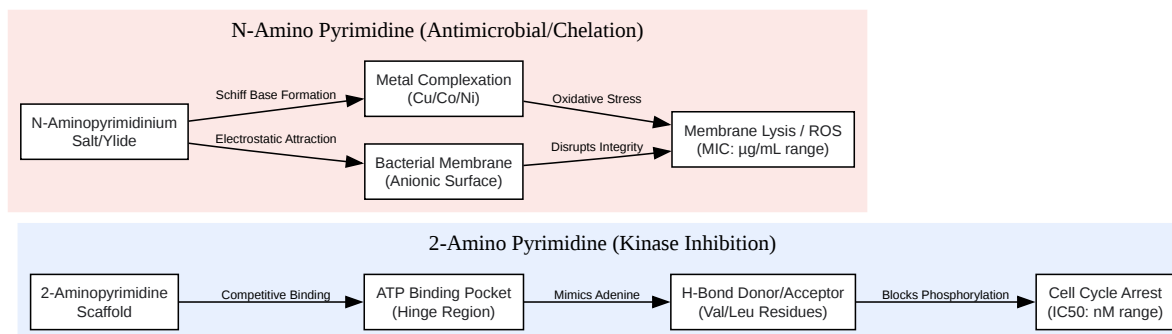 N-Amino Pyrimidine (Antimicrobial/Chelation)
N-Aminopyrimidinium
Salt/Ylide
Schiff Base Formation
Electrostatic Attraction
Metal Complexation
(Cu/Co/Ni)
Bacterial Membrane
(Anionic Surface)
Oxidative Stress
Disrupts Integrity
Membrane Lysis / ROS
(MIC: µg/mL range)
2-Amino Pyrimidine (Kinase Inhibition)
2-Aminopyrimidine
Scaffold
Competitive Binding
ATP Binding Pocket
(Hinge Region)
Mimics Adenine
H-Bond Donor/Acceptor
(Val/Leu Residues)
Blocks Phosphorylation
Cell Cycle Arrest
(IC50: nM range)